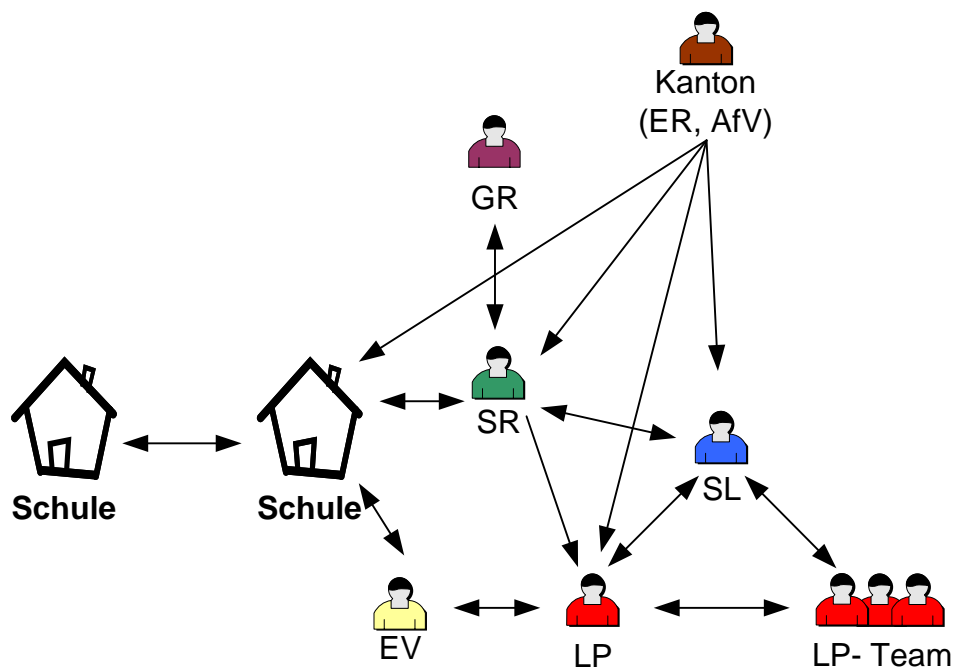 Kanton
(ER, AfV)
GR
SR
SL
Schule
Schule
EV
LP
LP- Team